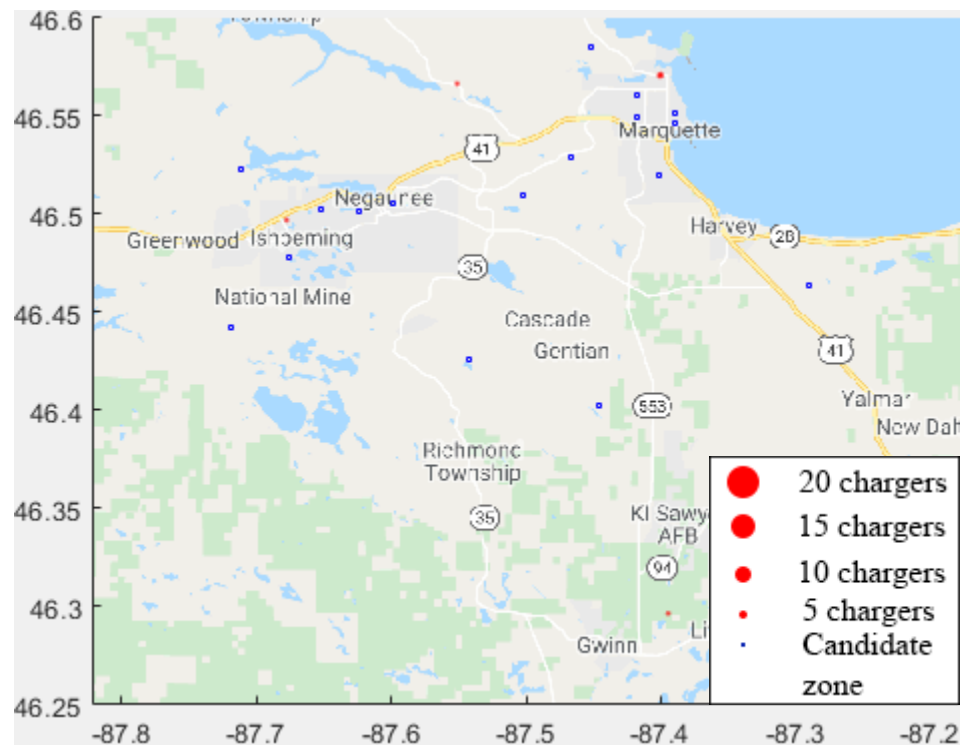 46.6
Township
46.55
Marquette
41
Negaunee
46.5
Harvey
28
Greenwood
Ishpeming
35
National Mine
46.45
Cascade
Gentian
41
Yalmar
46.4
553
New Dah
Richmond
Township
20 chargers
46.35
35
KI Sawy
AFB
15 chargers
94
10 chargers
46.3
5 chargers
Gwinn
Li
Candidate
zone
46.25
-87.8
-87.7
-87.6
-87.5
-87.4
-87.3
-87.2